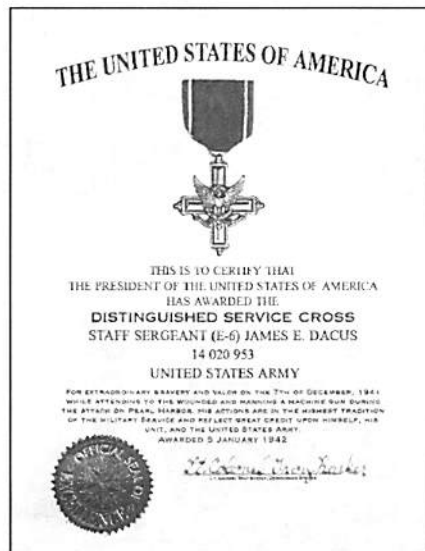 THE UNITED STATES OF AMERICA
THIS IS TO CERTIFY THAT
THE PRESIDENT OF THE UNITED STATES OF AMERICA
HAS AWARDED THE
DISTINGUISHED SERVICE CROSS
STAFF SERGEANT (E-6) JAMES E. DACUS
14 020 953
UNITED STATES ARMY
FOR EXTRAORDINARY BRAVERY AND VALOR ON THE 7TH OF DECEMBER, 1941
WHILE ATTENDING TO THE WOUNDED AND MANNING A MACHINE GUN DURING
THE ATTACK ON PEARL HARBOR. HIS ACTIONS ARE IN THE HIGHEST TRADITION
OF THE MILITARY SERVICE AND REFLECT GREAT CREDIT UPON HIMSELF, HIS
UNIT, AND THE UNITED STATES ARMY.
AWARDED 5 JANUARY 1942
Lt. Colonel
OFFICIAL SEAL OF